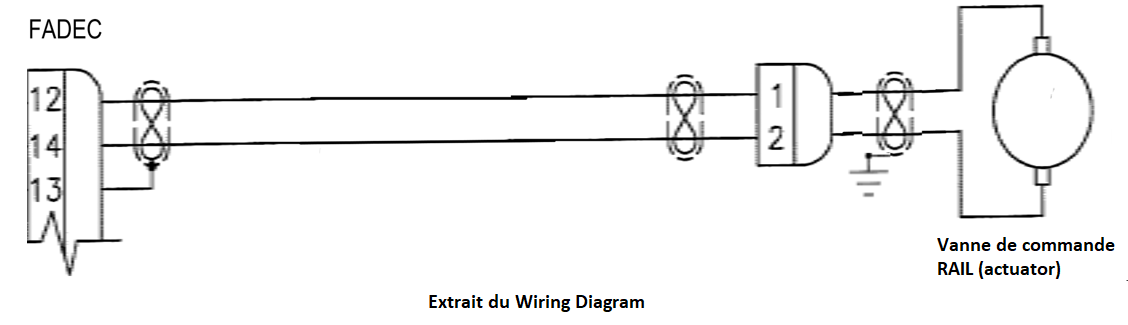 FADEC
12
1
14
2
13
Vanne de commande
RAIL (actuator)
Extrait du Wiring Diagram